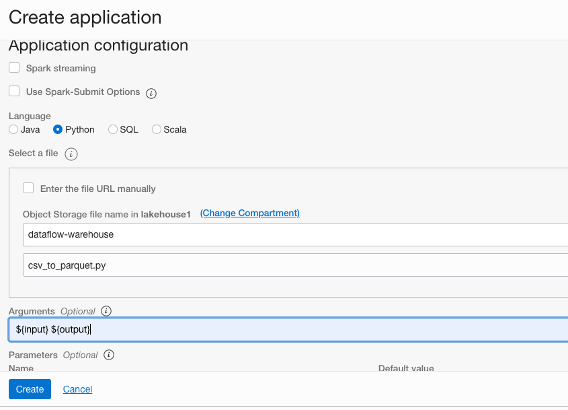 Create application
Application configuration
Spark streaming
Use Spark-Submit Options
Language
Java Python SQL Scala
Select a file
Enter the file URL manually
Object Storage file name in lakehouse1 (Change Compartment)
dataflow-warehouse
csv_to_parquet.py
Arguments Optional
${input} ${output}
Parameters Optional
Name Default value
Create Cancel